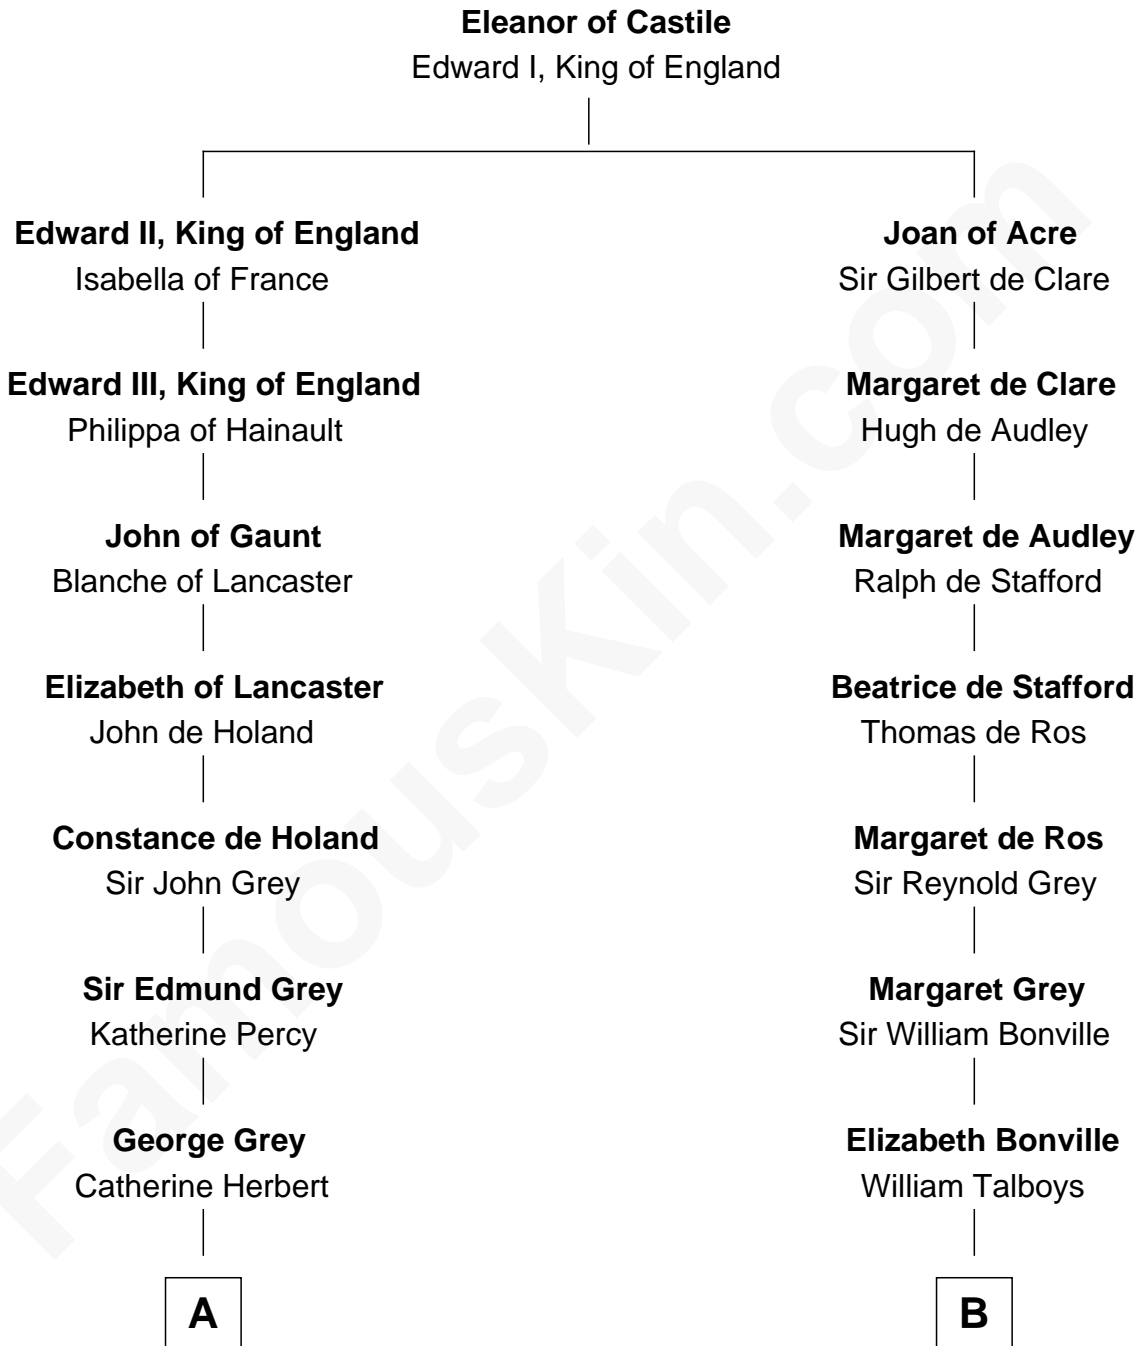 Eleanor of Castile
Edward I, King of England
Edward II, King of England
Isabella of France
Joan of Acre
Sir Gilbert de Clare
Edward III, King of England
Philippa of Hainault
Margaret de Clare
Hugh de Audley
John of Gaunt
Blanche of Lancaster
Margaret de Audley
Ralph de Stafford
Elizabeth of Lancaster
John de Holand
Beatrice de Stafford
Thomas de Ros
Constance de Holand
Sir John Grey
Margaret de Ros
Sir Reynold Grey
Sir Edmund Grey
Katherine Percy
Margaret Grey
Sir William Bonville
George Grey
Catherine Herbert
Elizabeth Bonville
William Talboys
A
B
FamousKin.com